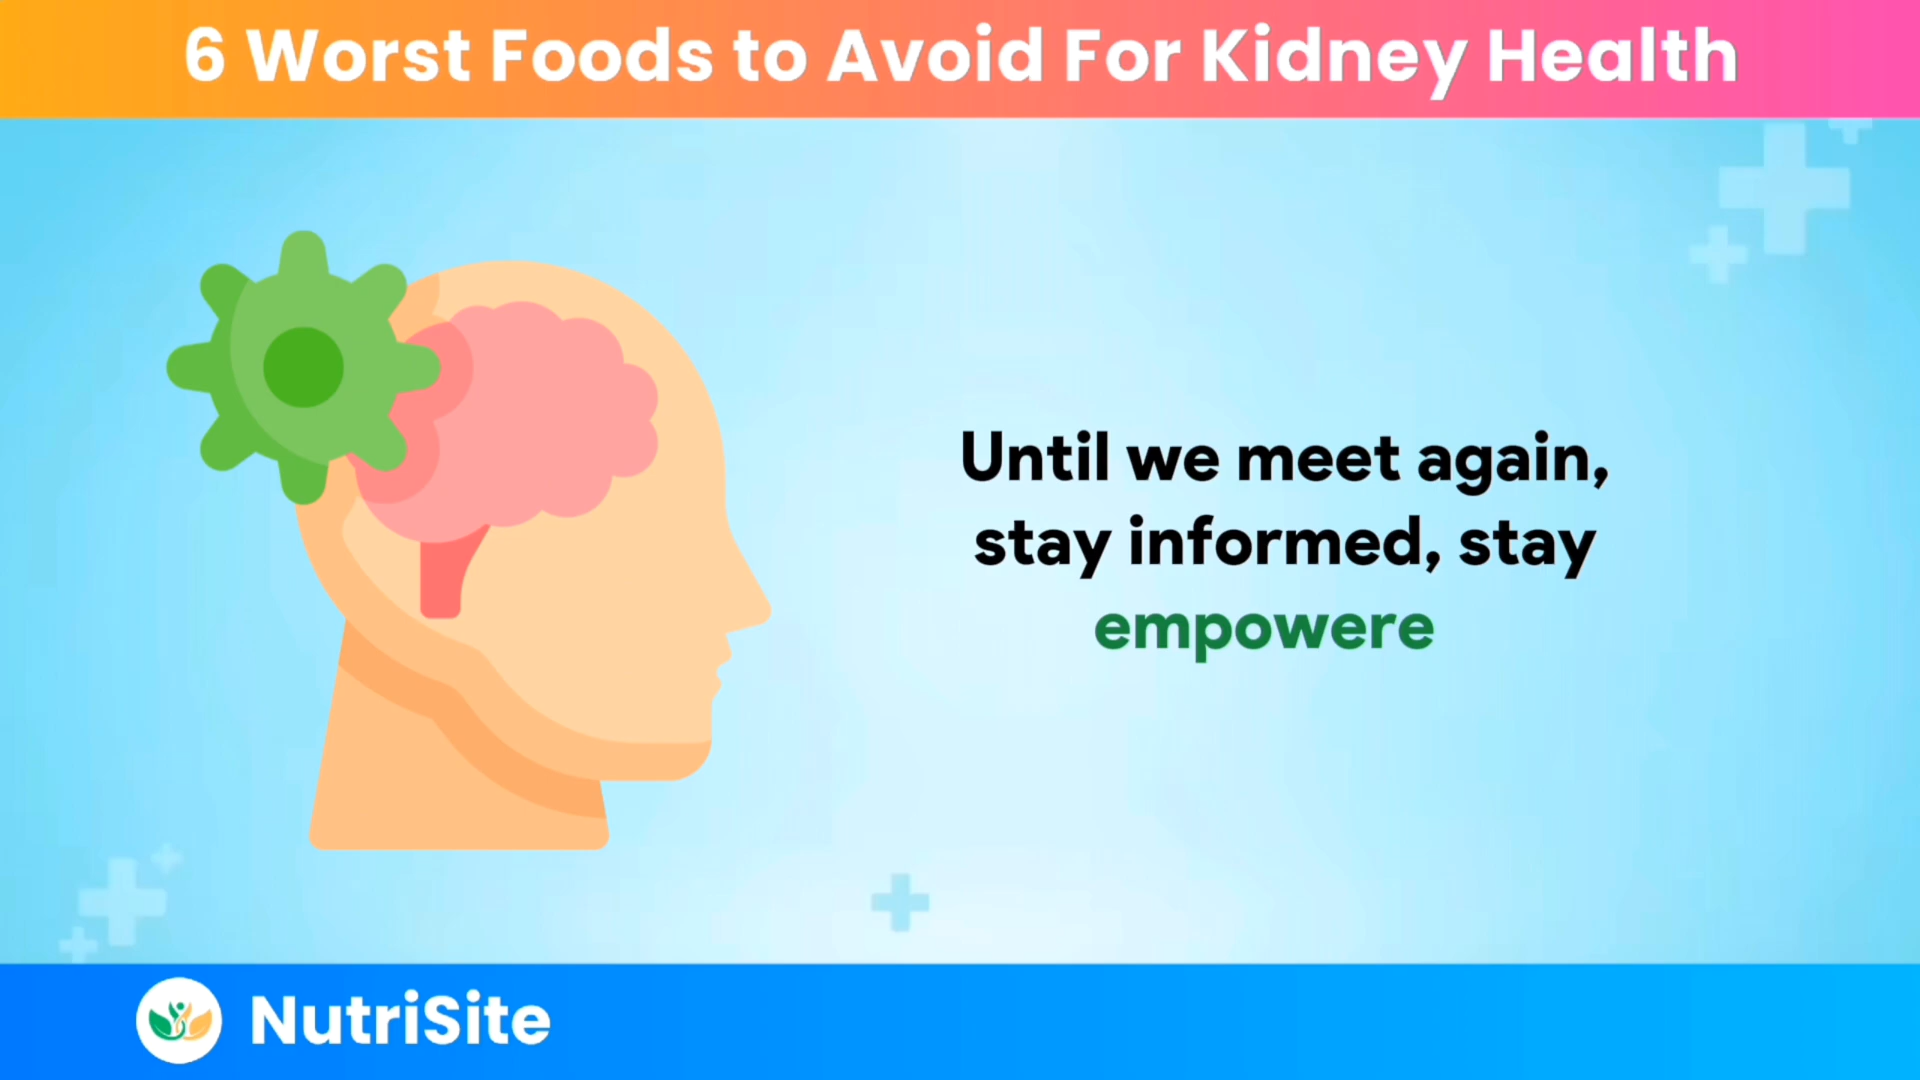 6 Worst Foods to Avoid For Kidney Health
Until we meet again,
stay informed, stay
empowere
NutriSite